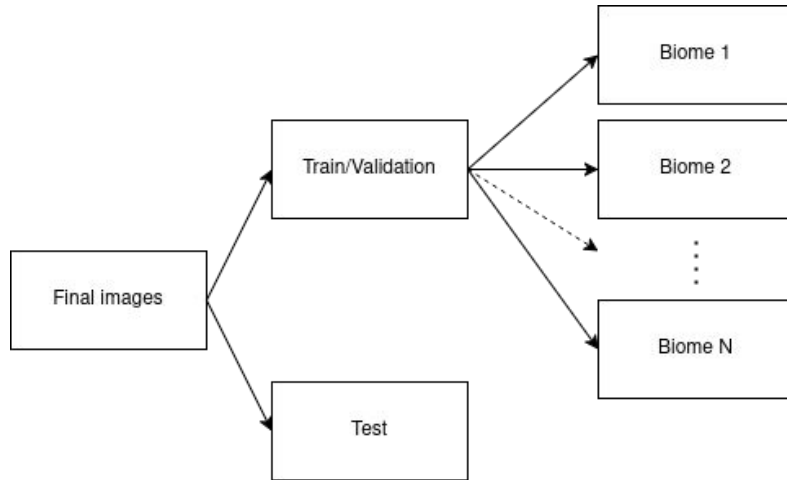 Biome 1
Train/Validation
Biome 2
Final images
Biome N
Test